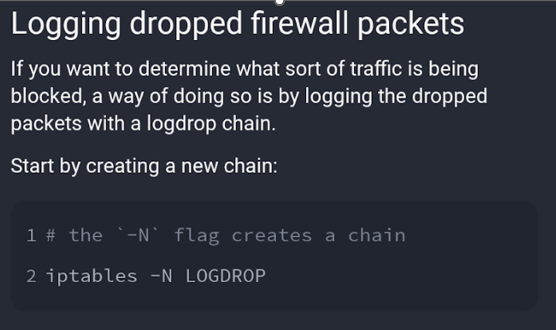 Logging dropped firewall packets
If you want to determine what sort of traffic is being
blocked, a way of doing so is by logging the dropped
packets with a logdrop chain.
Start by creating a new chain:
1 # the `-N` flag creates a chain
2 iptables -N LOGDROP